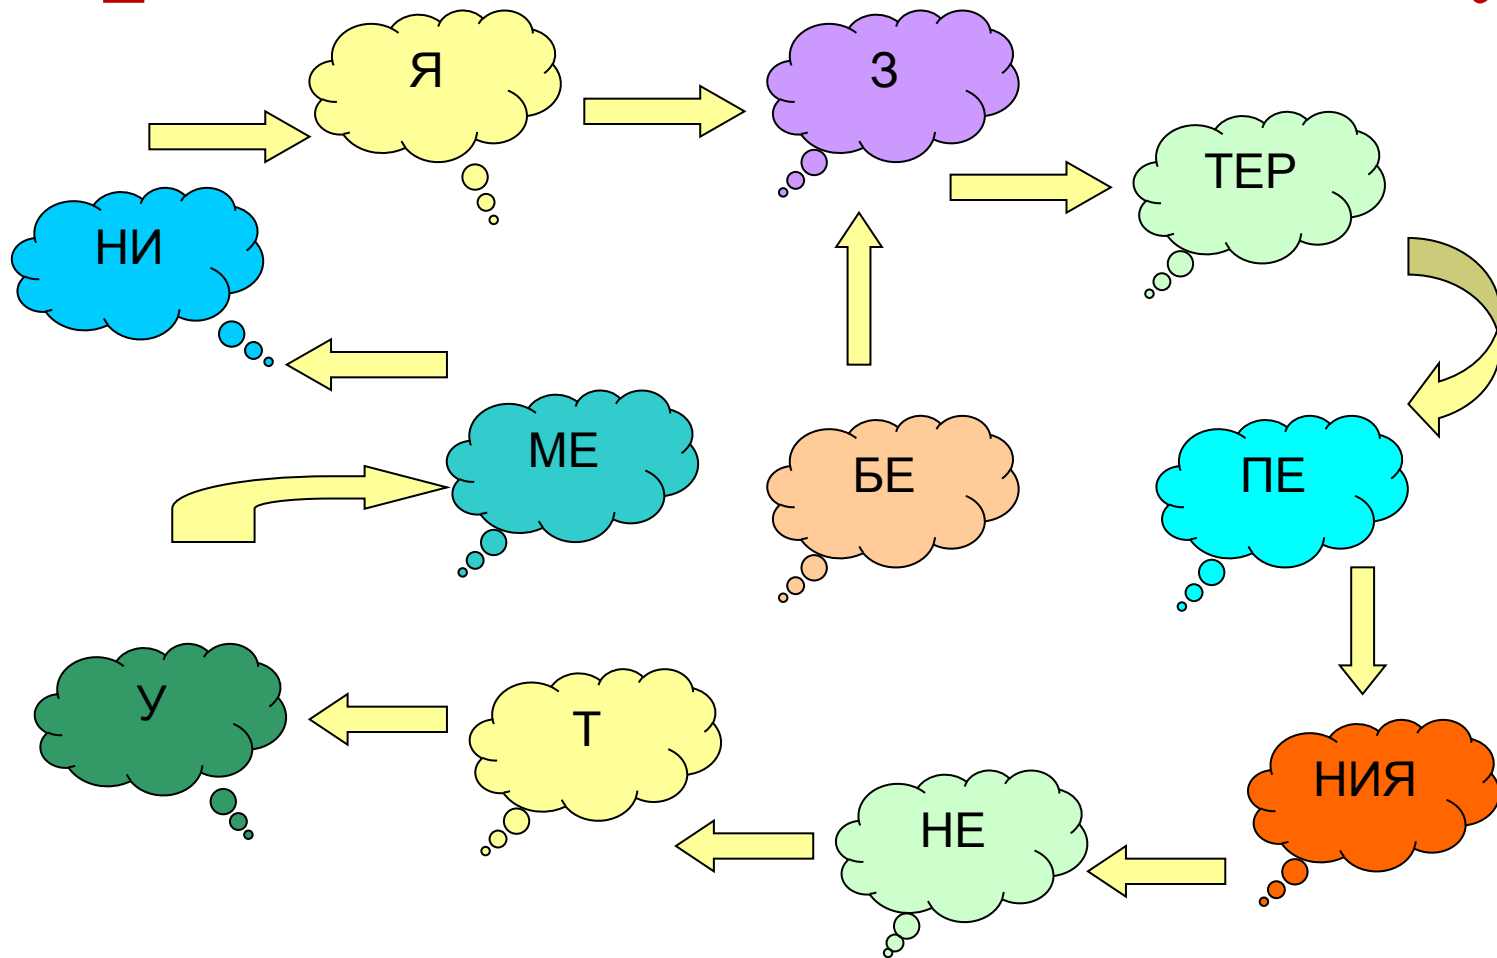 Я
З
ТЕР
НИ
МЕ
БЕ
ПЕ
У
Т
НЕ
НИЯ